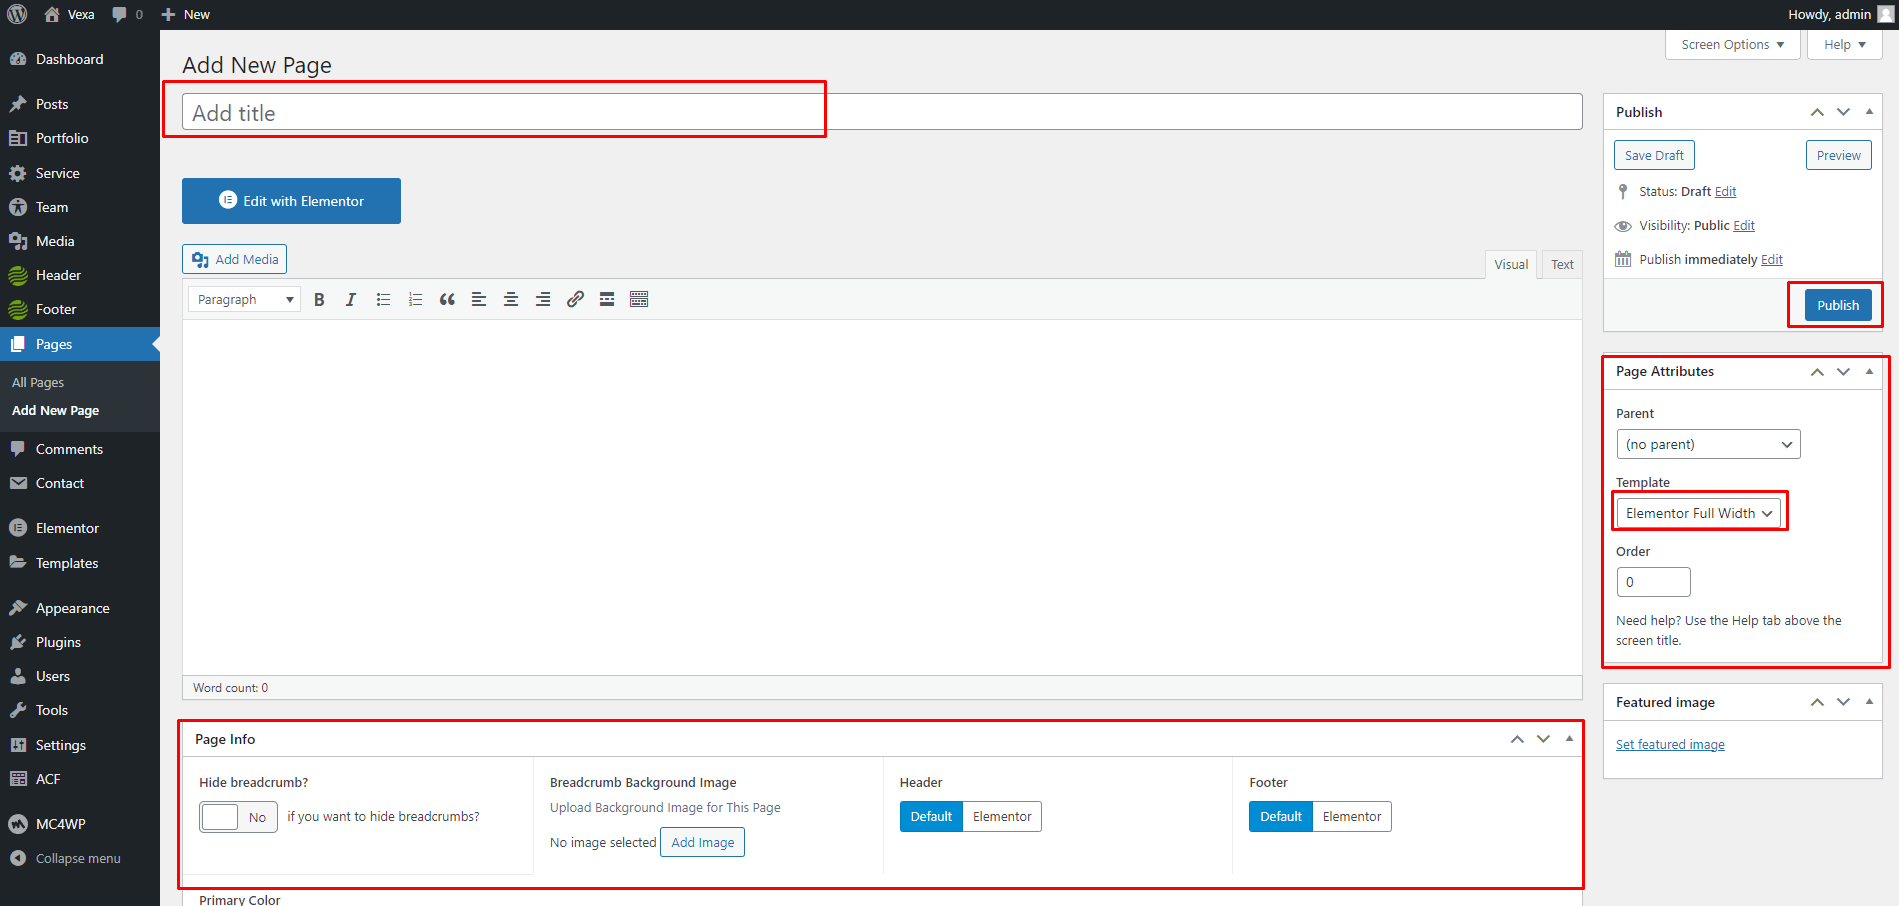 Vexa
0
New
Howdy, admin
Dashboard
Posts
Portfolio
Service
Team
Media
Header
Footer
Pages
All Pages
Add New Page
Comments
Contact
Elementor
Templates
Appearance
Plugins
Users
Tools
Settings
ACF
MC4WP
Collapse menu
Screen Options
Help
Add New Page
Add title
Edit with Elementor
Add Media
Visual
Text
Paragraph
Word count: 0
Page Info
Hide breadcrumb?
No
if you want to hide breadcrumbs?
Breadcrumb Background Image
Upload Background Image for This Page
No image selected
Add Image
Header
Default
Elementor
Footer
Default
Elementor
Primary Color
Publish
Save Draft
Preview
Status: Draft Edit
Visibility: Public Edit
Publish immediately Edit
Publish
Page Attributes
Parent
(no parent)
Template
Elementor Full Width
Order
0
Need help? Use the Help tab above the
screen title.
Featured image
Set featured image